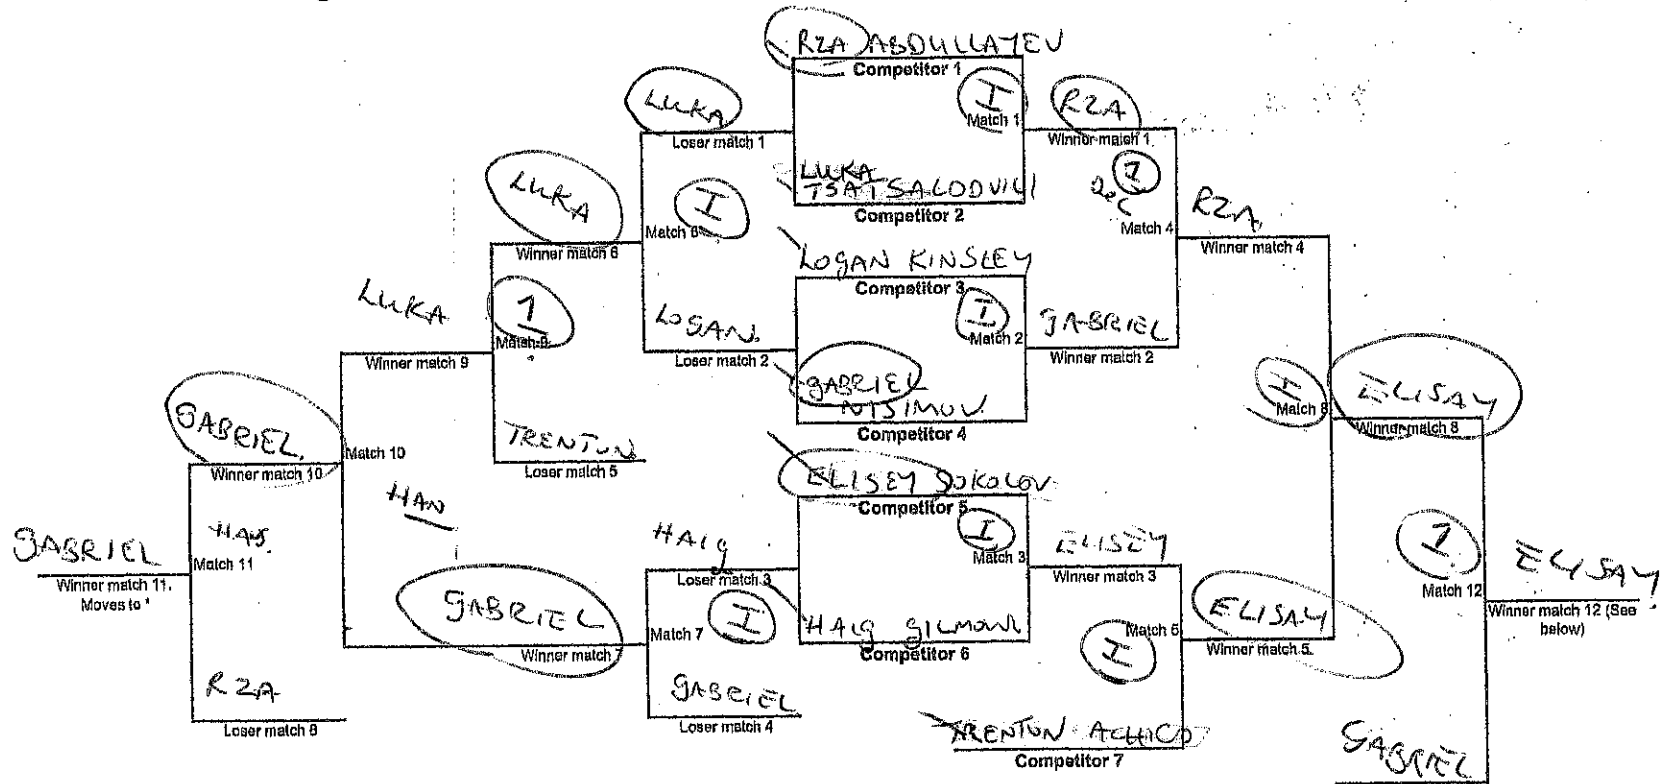 RZA ABDULLAYEV
Competitor 1
LUKA
I
Match 1
RZA
Loser match 1
Winner match 1
LUKA
I
LUKA
TSATSALODVILI
1
Dec
RZA
Competitor 2
Match 6
Match 4
Winner match 6
Winner match 4
LOGAN KINSLEY
Competitor 3
LUKA
1
LOGAN
I
GABRIEL
Match 9
Match 2
Winner match 9
Loser match 2
Winner match 2
I
ELISAY
GABRIEL
NISIMOV
Match 8
Winner match 8
GABRIEL
TRENTON
Competitor 4
Match 10
Winner match 10
Loser match 5
ELISEY SOKOLOV
Competitor 5
HAN
I
1
GABRIEL
HAIG
ELISEY
ELISAY
Match 11
Match 3
Winner match 11.
Moves to *
Loser match 3
Winner match 3
Match 12
Winner match 12 (See
below)
GABRIEL
I
HAIG GILMOUR
ELISAY
Match 7
Match 5
Winner match
Competitor 6
I
Winner match 5
RZA
GABRIEL
Loser match 8
Loser match 4
TRENTON
Competitor 7
GABRIEL